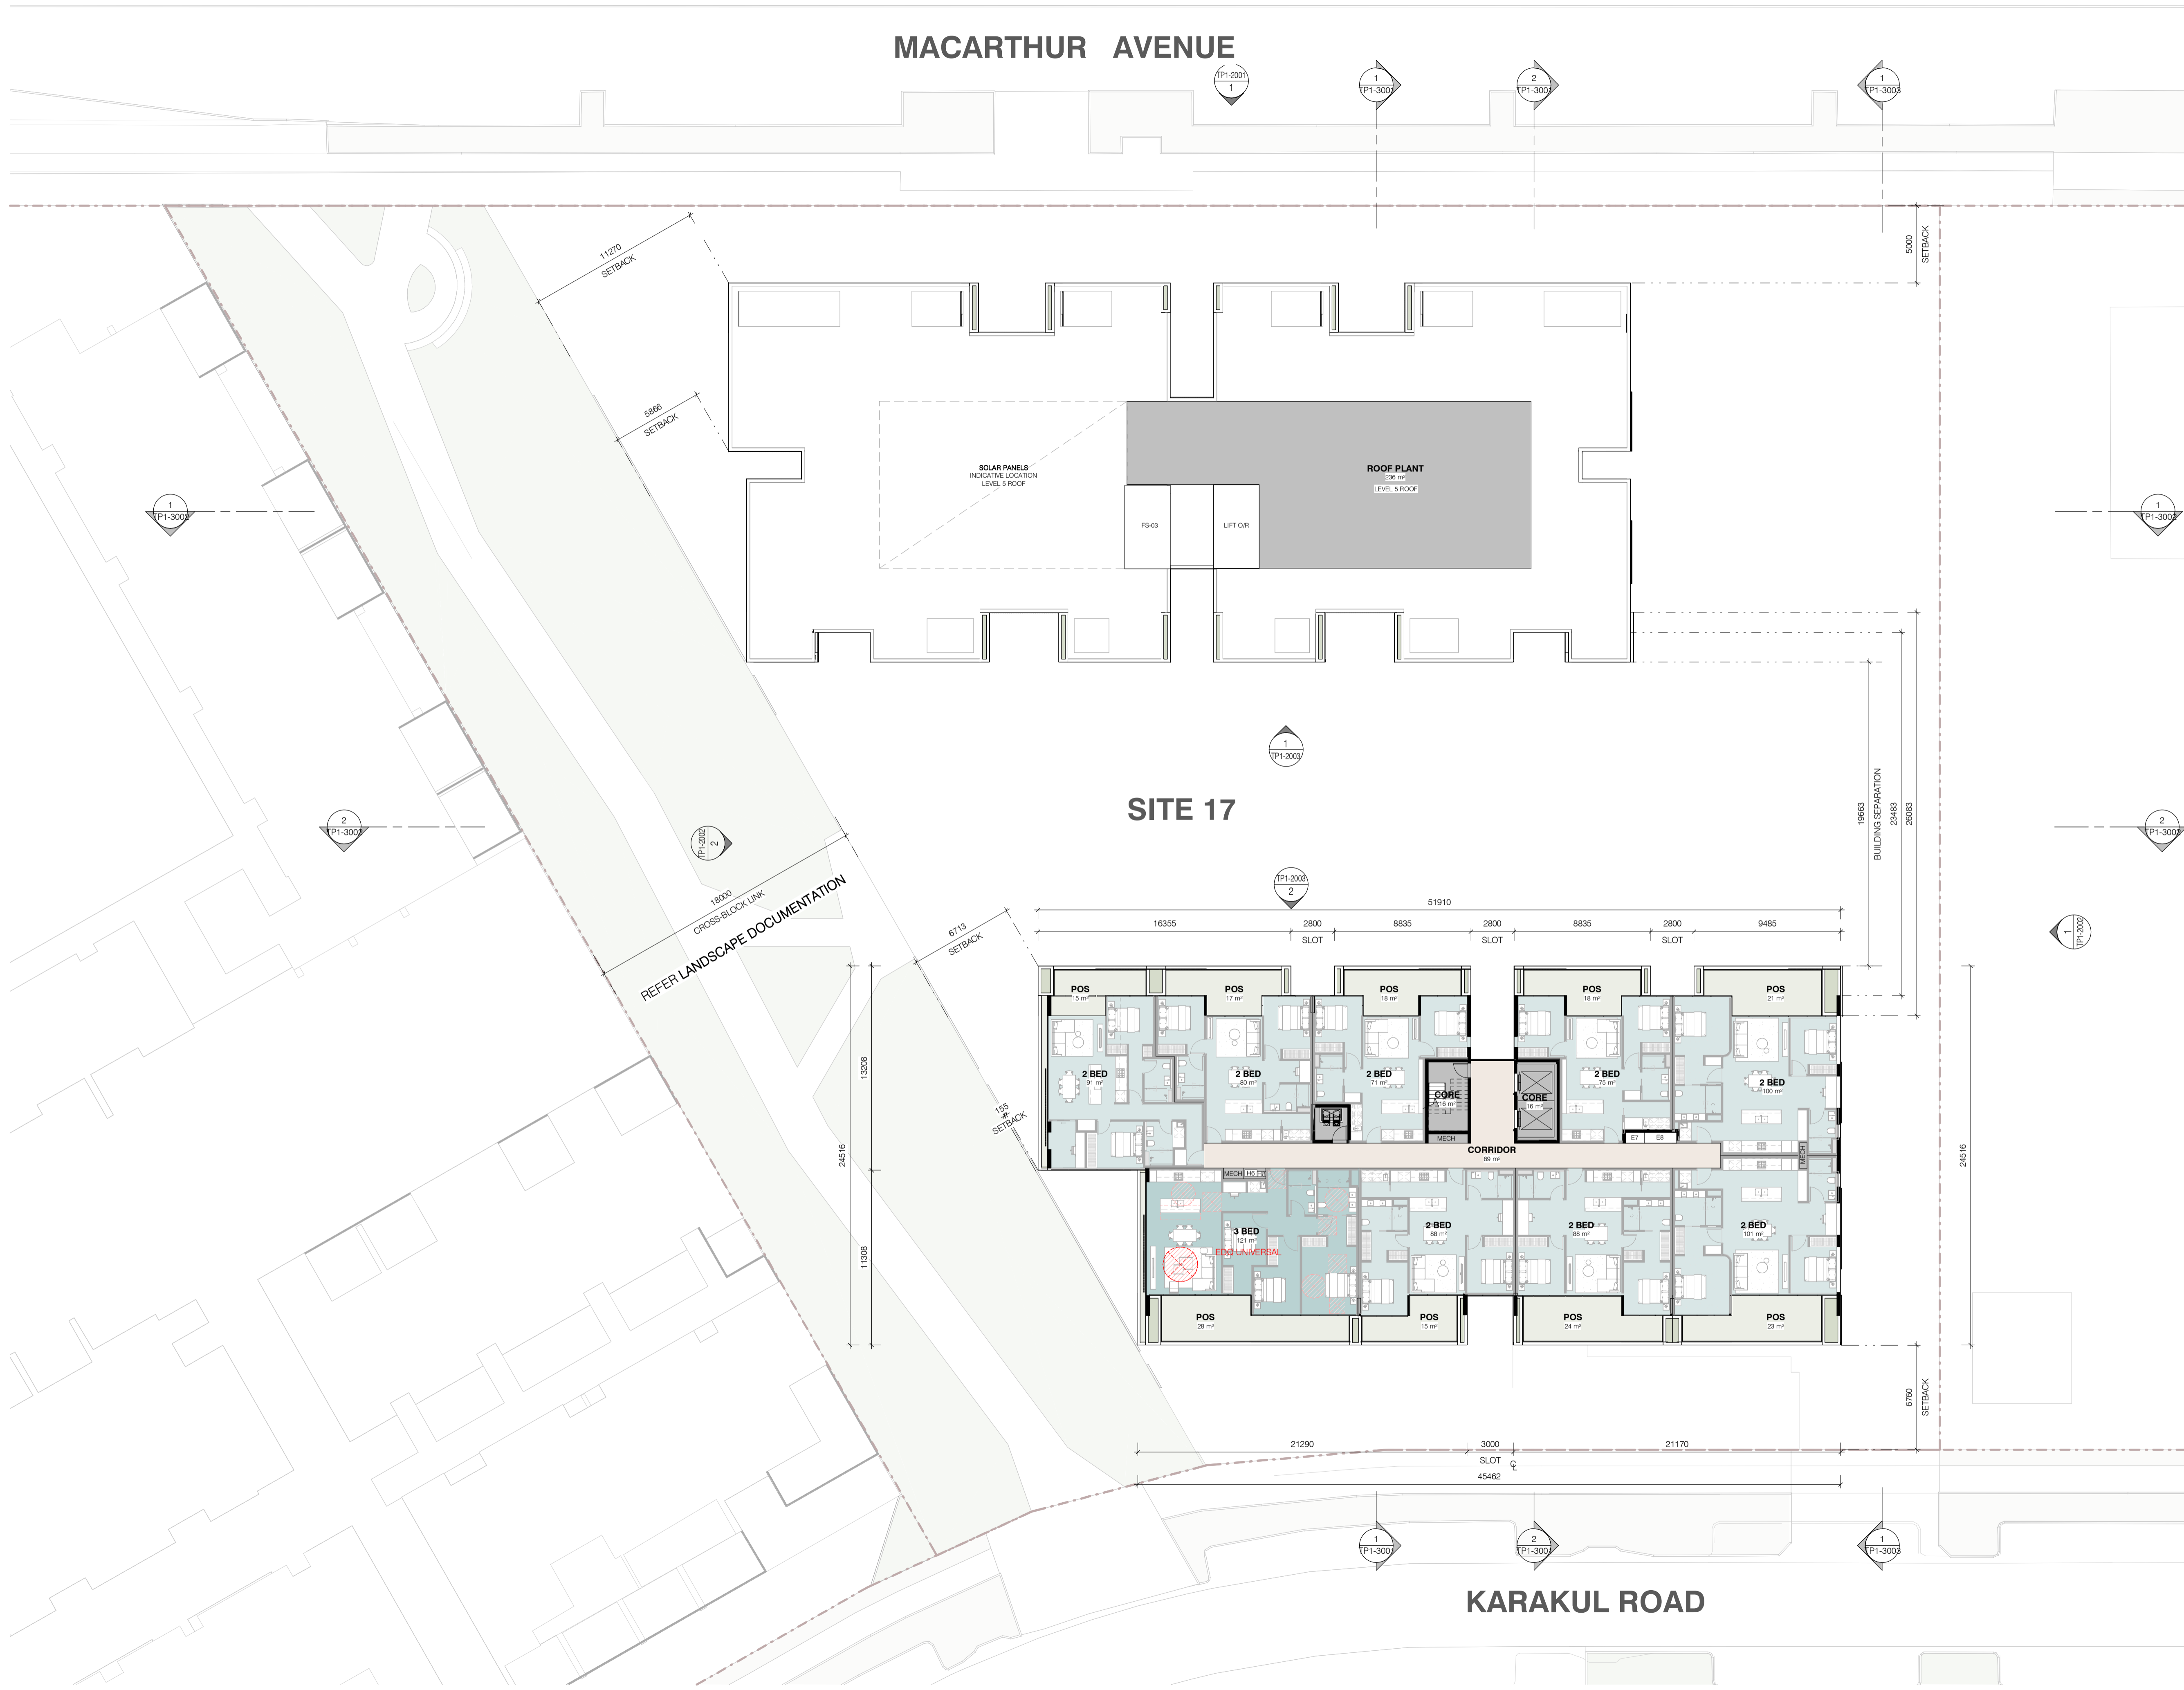 MACARTHUR AVENUE
TP1-2001
1
1
TP1-3001
2
TP1-3001
1
TP1-3003
11270
SETBACK
5000
SETBACK
5866
SETBACK
SOLAR PANELS
INDICATIVE LOCATION
LEVEL 5 ROOF
ROOF PLANT
236 m²
LEVEL 5 ROOF
FS-03
LIFT O/R
1
TP1-3002
1
TP1-3002
1
TP1-2003
SITE 17
19663
BUILDING SEPARATION
23483
26083
2
TP1-3002
2
TP1-3002
TP1-2002
2
18000
CROSS-BLOCK LINK
REFER LANDSCAPE DOCUMENTATION
TP1-2003
2
1
TP1-2002
6713
SETBACK
51910
16355
2800
8835
2800
8835
2800
9485
SLOT
SLOT
SLOT
POS
15 m²
POS
17 m²
POS
18 m²
POS
18 m²
POS
21 m²
13208
24516
11308
155
SETBACK
2 BED
91 m²
2 BED
80 m²
2 BED
71 m²
CORE
16 m²
MECH
CORE
16 m²
2 BED
75 m²
2 BED
100 m²
E7
E8
CORRIDOR
69 m²
MECH
24516
MECH
H6
3 BED
121 m²
EDQ UNIVERSAL
2 BED
88 m²
2 BED
88 m²
2 BED
101 m²
POS
28 m²
POS
15 m²
POS
24 m²
POS
23 m²
6760
SETBACK
21290
3000
21170
SLOT
45462
1
TP1-3001
2
TP1-3001
1
TP1-3003
KARAKUL ROAD